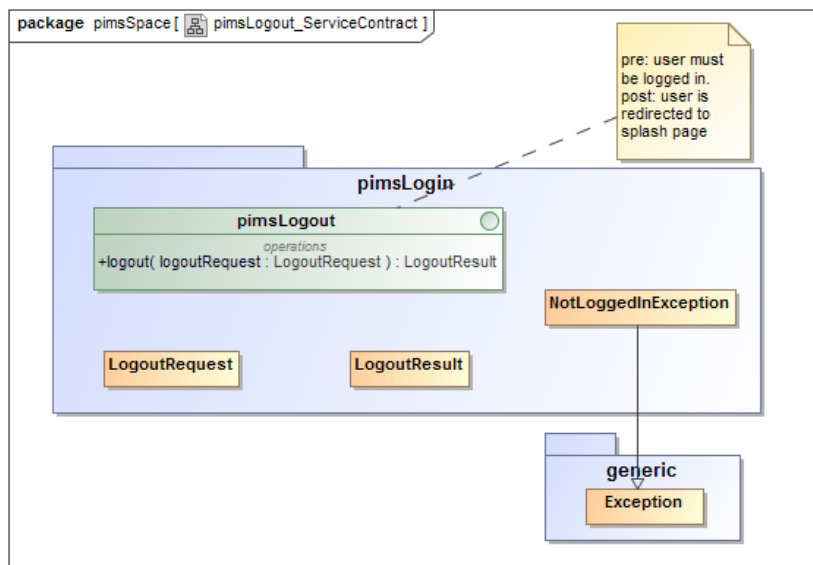 package pimsSpace [ pimsLogout_ServiceContract ]
pre: user must
be logged in.
post: user is
redirected to
splash page
pimsLogin
pimsLogout
operations
+logout( logoutRequest : LogoutRequest ) : LogoutResult
NotLoggedInException
LogoutRequest
LogoutResult
generic
Exception